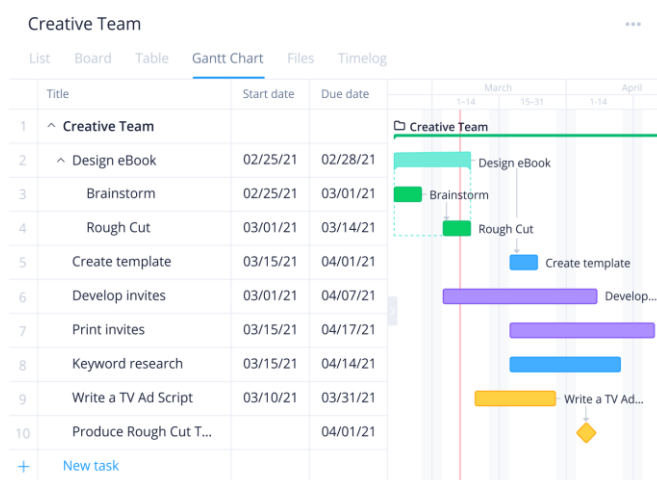 Creative Team
List Board Table Gantt Chart Files Timelog
Title Start date Due date March April
1–14 15-31 1-14
1 Creative Team Creative Team
2 Design eBook 02/25/21 02/28/21 Design eBook
3 Brainstorm 02/25/21 03/01/21 Brainstorm
4 Rough Cut 03/01/21 03/14/21 Rough Cut
5 Create template 03/15/21 04/01/21 Create template
6 Develop invites 03/01/21 04/07/21 Develop...
7 Print invites 03/15/21 04/17/21
8 Keyword research 03/15/21 04/14/21
9 Write a TV Ad Script 03/10/21 03/31/21 Write a TV Ad...
10 Produce Rough Cut T... 04/01/21
+ New task